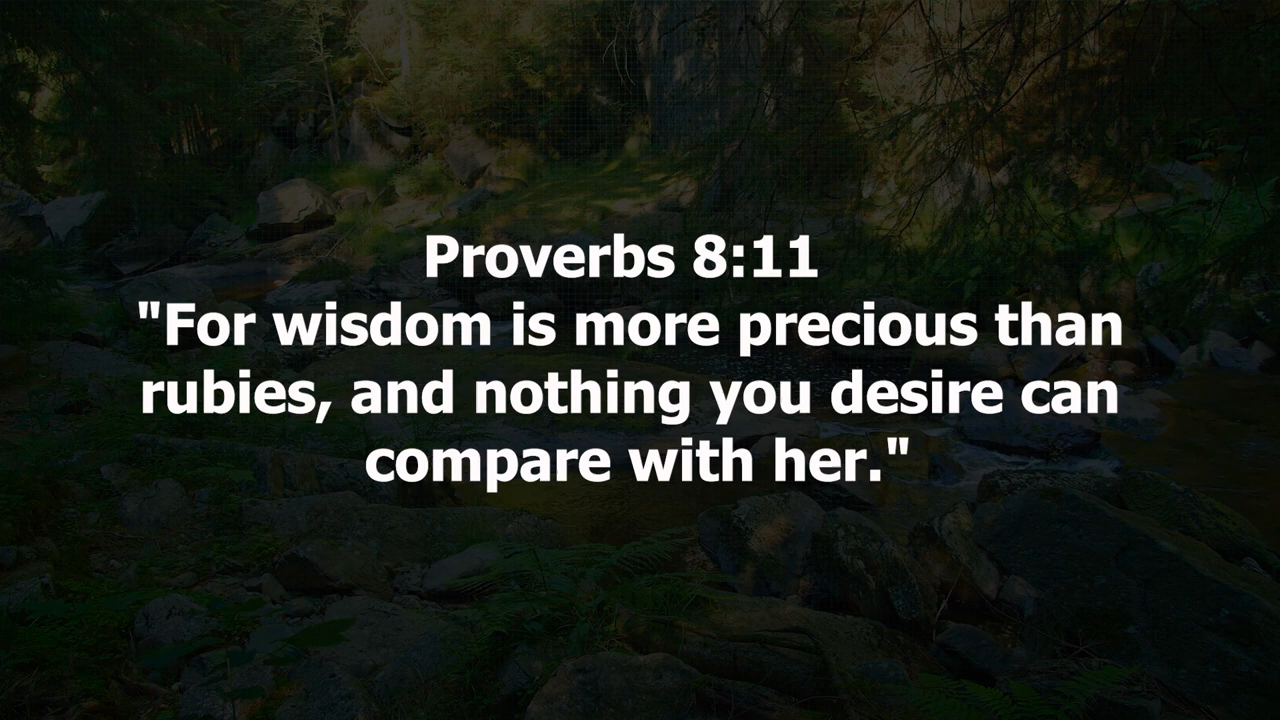 Proverbs 8:11
"For wisdom is more precious than
rubies, and nothing you desire can
compare with her."